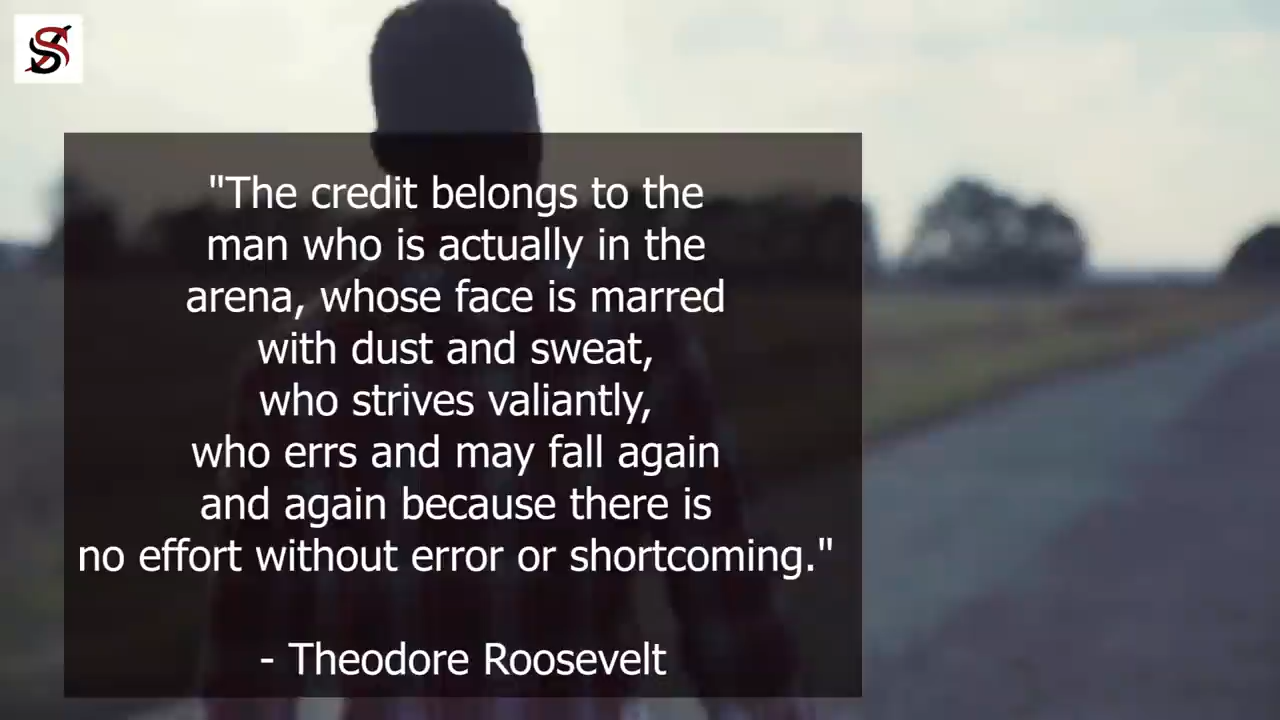 "The credit belongs to the
man who is actually in the
arena, whose face is marred
with dust and sweat,
who strives valiantly,
who errs and may fall again
and again because there is
no effort without error or shortcoming."
- Theodore Roosevelt